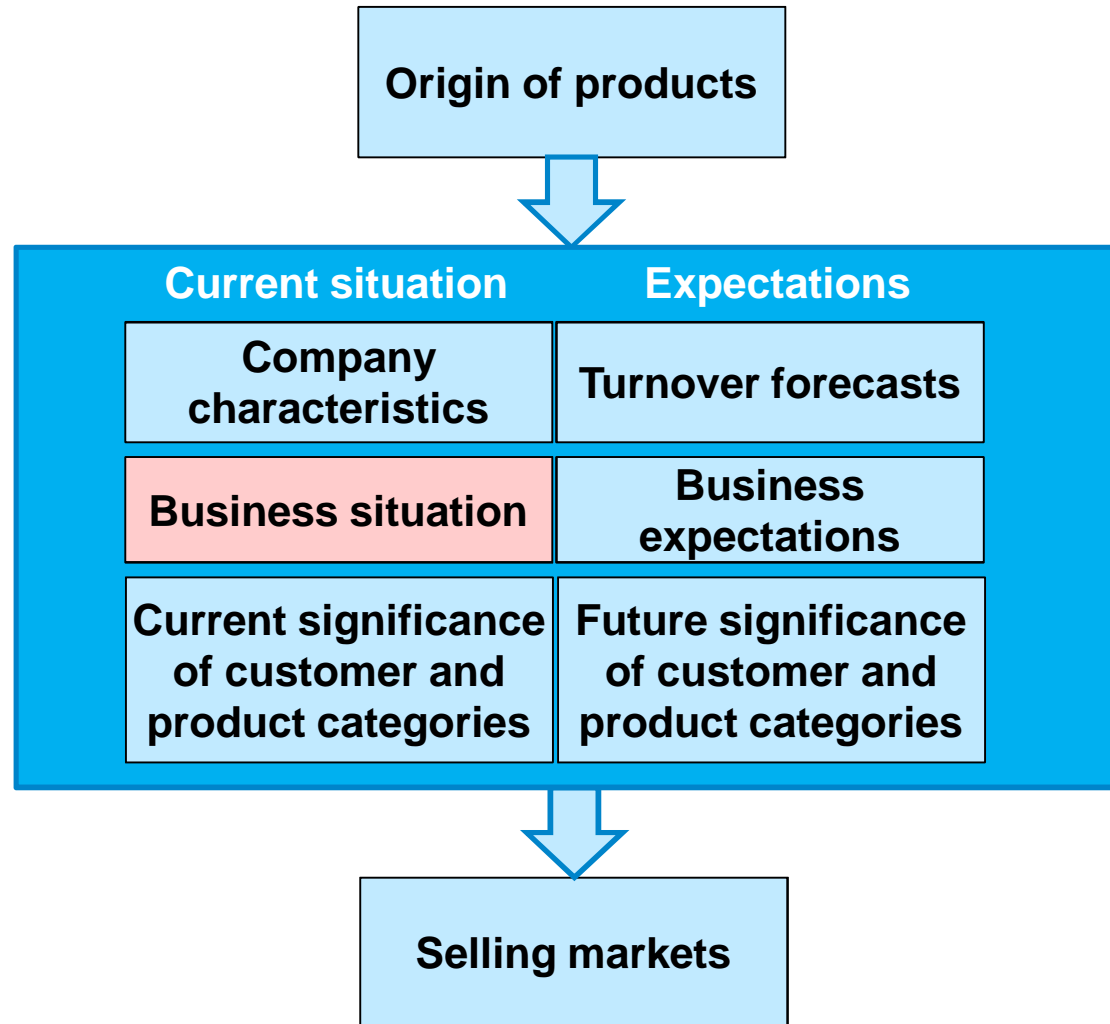 Origin of products
Current situation
Expectations
Company
characteristics
Turnover forecasts
Business situation
Business
expectations
Current significance
of customer and
product categories
Future significance
of customer and
product categories
Selling markets